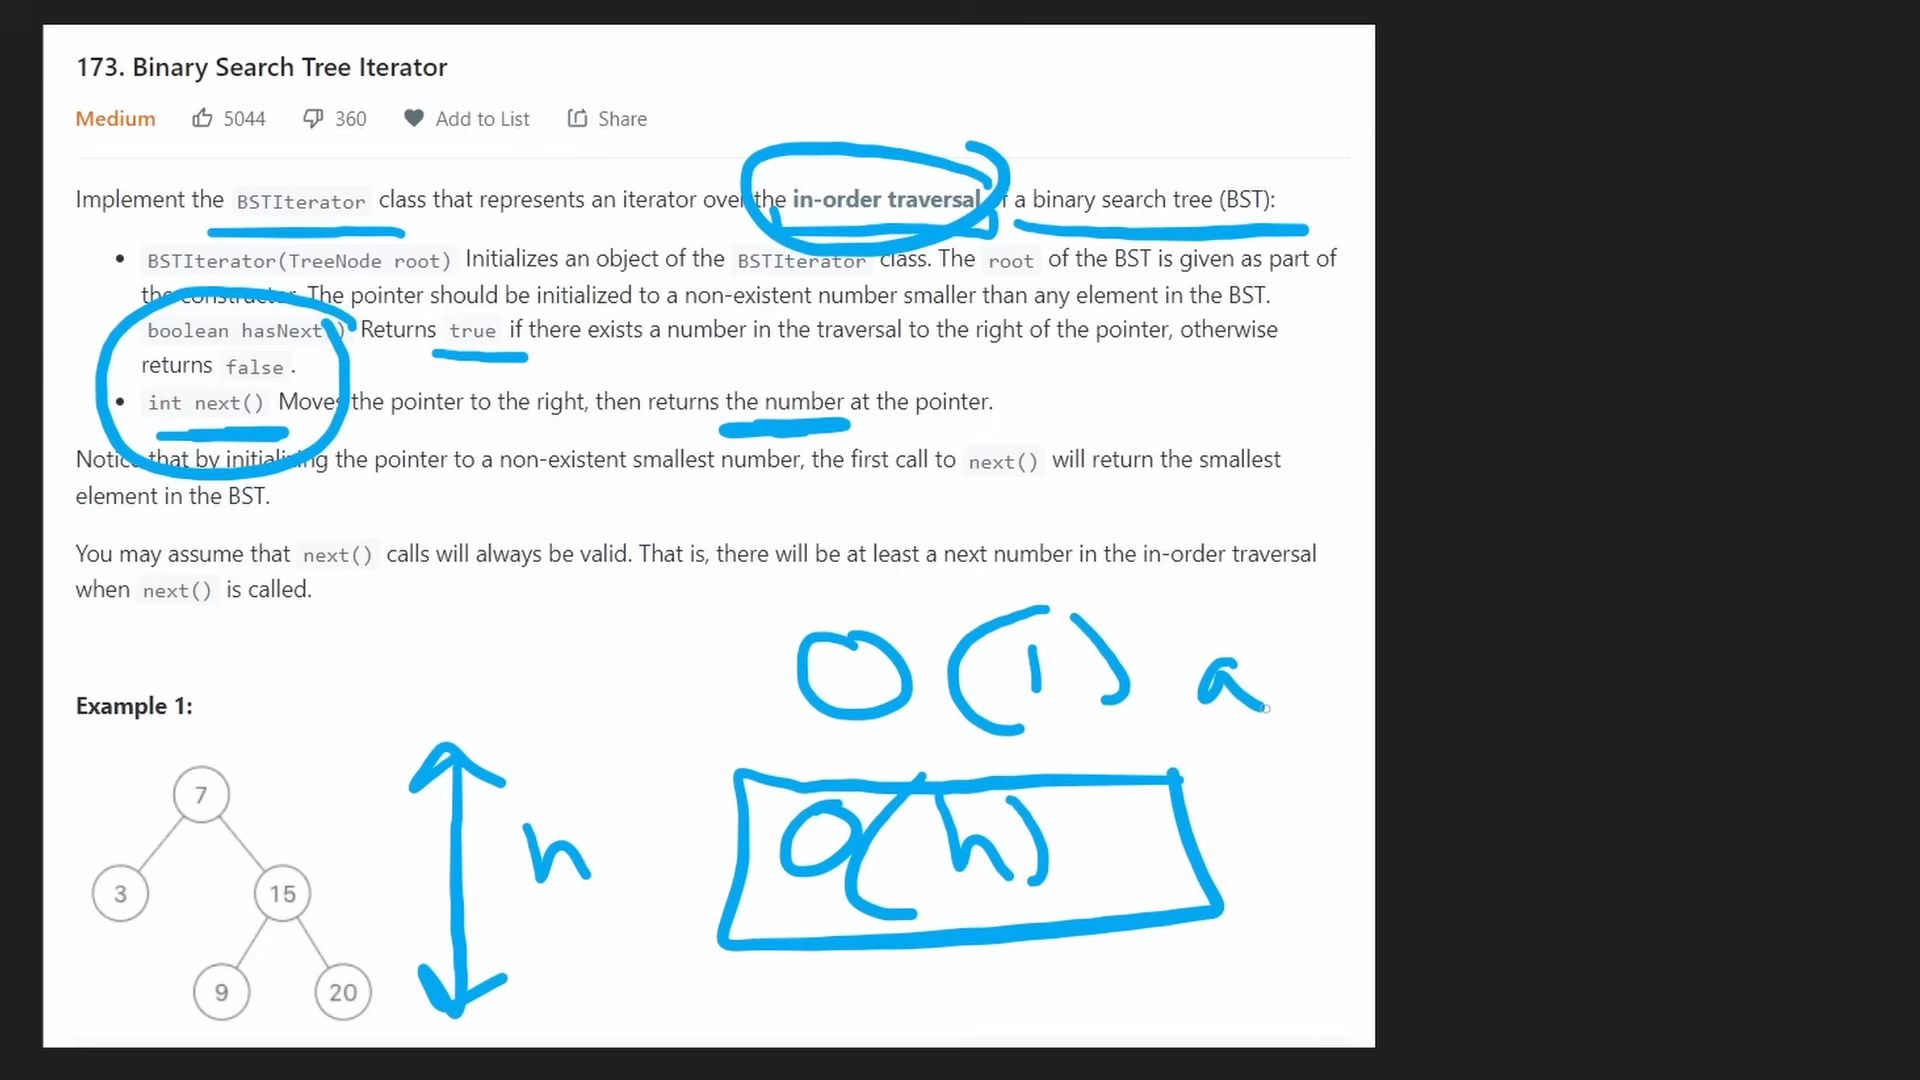 173. Binary Search Tree Iterator
Medium 5044 360 Add to List Share
Implement the BSTIterator class that represents an iterator over the in-order traversal of a binary search tree (BST):
BSTIterator(TreeNode root) Initializes an object of the BSTIterator class. The root of the BST is given as part of
the constructor. The pointer should be initialized to a non-existent number smaller than any element in the BST.
boolean hasNext() Returns true if there exists a number in the traversal to the right of the pointer, otherwise
returns false.
int next() Moves the pointer to the right, then returns the number at the pointer.
Notice that by initializing the pointer to a non-existent smallest number, the first call to next() will return the smallest
element in the BST.
You may assume that next() calls will always be valid. That is, there will be at least a next number in the in-order traversal
when next() is called.
O(1) a
Example 1:
7
h
O(h)
3 15
9 20